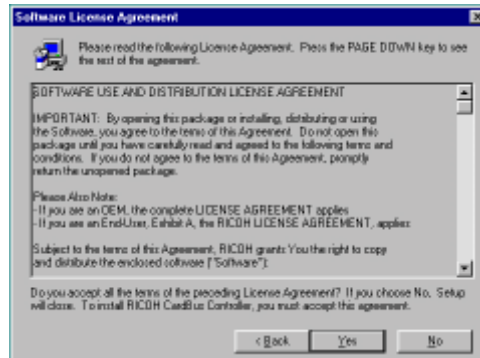 Software License Agreement
Please read the following License Agreement. Press the PAGE DOWN key to see
the rest of the agreement.
SOFTWARE USE AND DISTRIBUTION LICENSE AGREEMENT
IMPORTANT: By opening this package or installing, distributing or using
the Software, you agree to the terms of this Agreement. Do not open this
package until you have carefully read and agreed to the following terms and
conditions. If you do not agree to the terms of this Agreement, promptly
return the unopened package.
Please Also Note:
-If you are an OEM, the complete LICENSE AGREEMENT applies
-If you are an End-User, Exhibit A, the RICOH LICENSE AGREEMENT, applies
Subject to the terms of this Agreement, RICOH grants You the right to copy
and distribute the enclosed software ("Software"):
Do you accept all the terms of the preceding License Agreement? If you choose No, Setup
will close. To install RICOH CardBus Controller, you must accept this agreement.
< Back Yes No